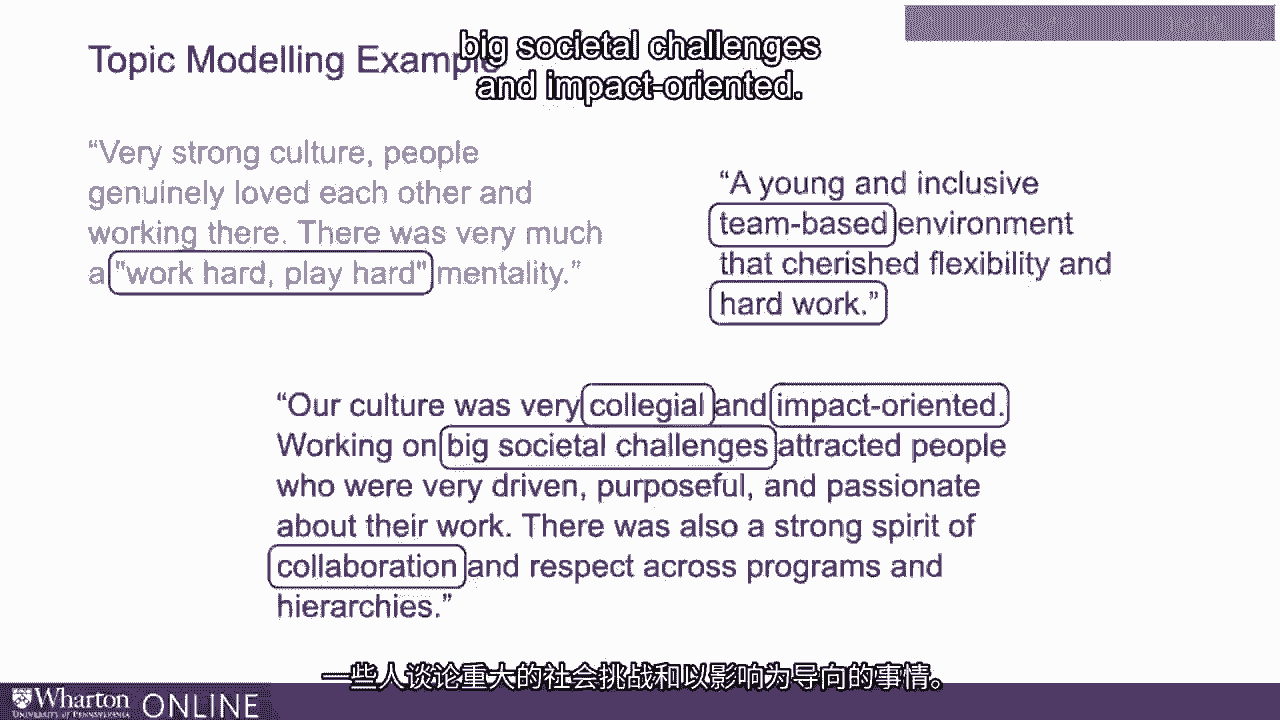 Topic Modelling Example
big societal challenges
and impact-oriented.
“Very strong culture, people
genuinely loved each other and
working there. There was very much
a "work hard, play hard" mentality.”
“A young and inclusive
team-based environment
that cherished flexibility and
hard work.”
“Our culture was very collegial and impact-oriented.
Working on big societal challenges attracted people
who were very driven, purposeful, and passionate
about their work. There was also a strong spirit of
collaboration and respect across programs and
hierarchies.”
一些人谈论重大的社会挑战和以影响为导向的事情。
Wharton ONLINE
UNIVERSITY of PENNSYLVANIA